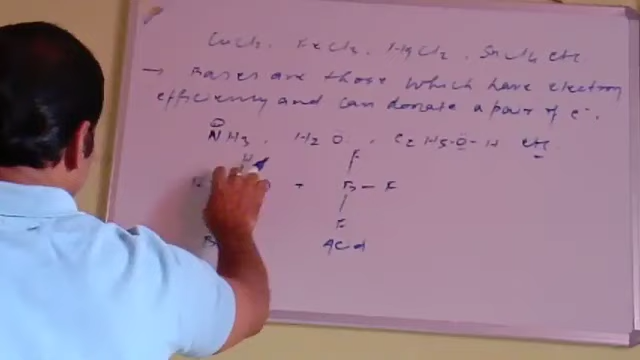 CuCl2, FeCl3, HgCl2, SnCl4 etc
→ Bases are those which have electron
efficiency and can donate a pair of e-.
NH3, H2O, C2H5-O-H etc
H F
+ B - F
F
B Acid